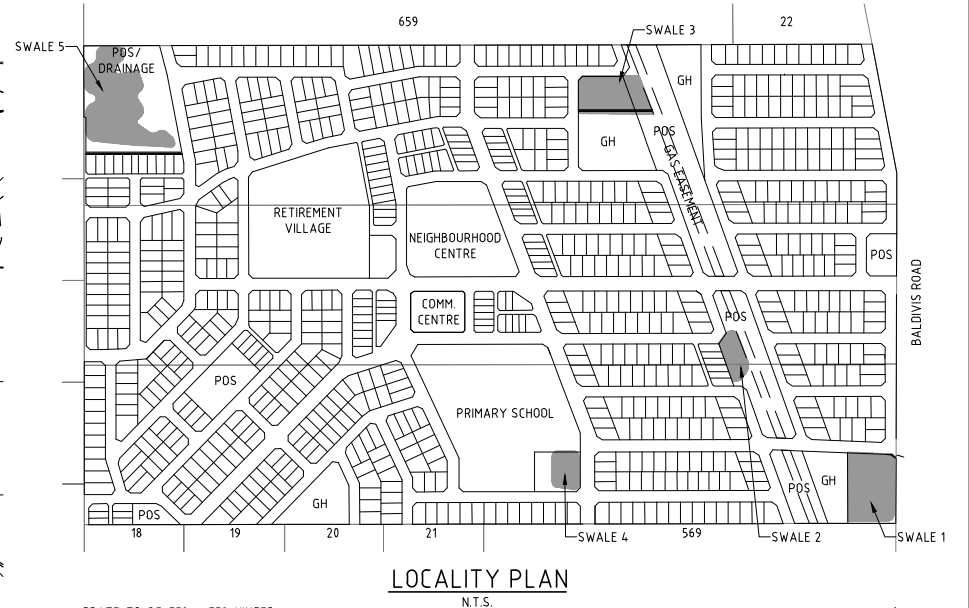 659
22
SWALE 3
SWALE 5
POS/
DRAINAGE
GH
POS
GH
GAS EASEMENT
RETIREMENT
VILLAGE
NEIGHBOURHOOD
CENTRE
POS
BALDIVIS ROAD
COMM.
CENTRE
POS
POS
PRIMARY SCHOOL
POS
GH
GH
POS
18
19
20
21
SWALE 4
569
SWALE 2
SWALE 1
LOCALITY PLAN
N.T.S.